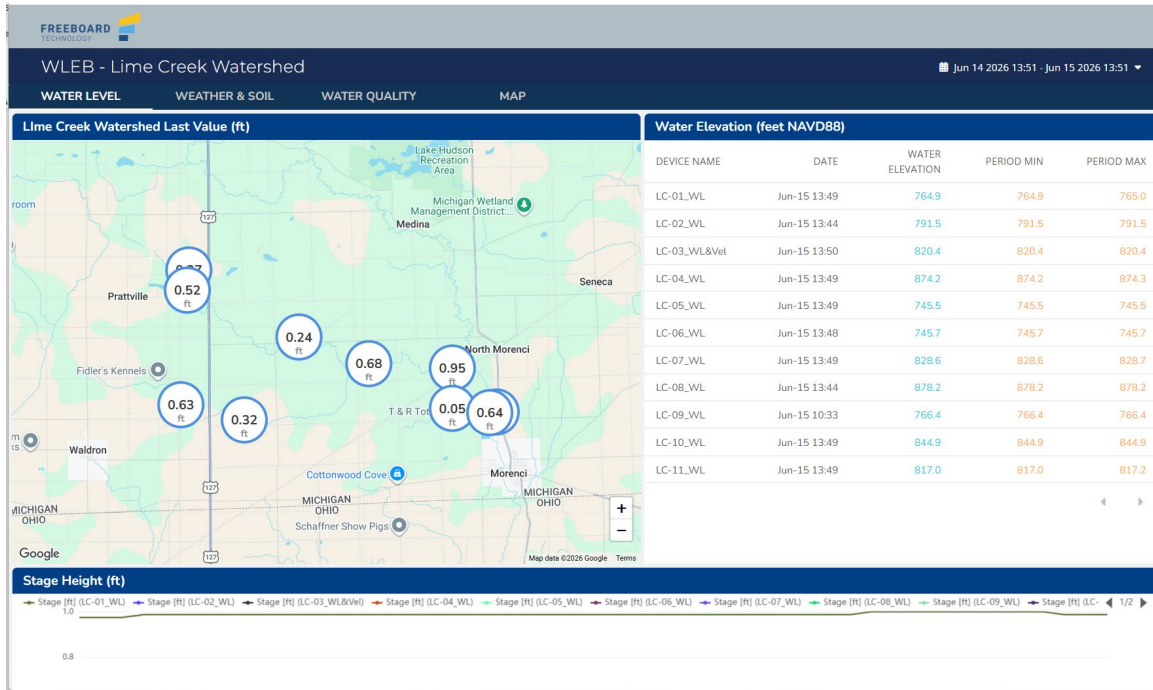 FREEBOARD
TECHNOLOGY
WLEB - Lime Creek Watershed
Jun 14 2026 13:51 - Jun 15 2026 13:51
WATER LEVEL WEATHER & SOIL WATER QUALITY MAP
LIme Creek Watershed Last Value (ft)
Lake Hudson
Recreation
Area
Michigan Wetland
Management District...
room
127
Medina
Seneca
0.52
ft
Prattville
0.24
ft
North Morenci
0.68
ft
0.95
ft
Fidler's Kennels
0.63
ft
0.32
ft
T & R Tot
0.05
ft
0.64
ft
Waldron
Cottonwood Cove
Morenci
127
MICHIGAN
OHIO
MICHIGAN
OHIO
MICHIGAN
OHIO
Schaffner Show Pigs
+
−
Google
127
Map data ©2026 Google Terms
Water Elevation (feet NAVD88)
DEVICE NAME DATE WATER ELEVATION PERIOD MIN PERIOD MAX
LC-01_WL Jun-15 13:49 764.9 764.9 765.0
LC-02_WL Jun-15 13:44 791.5 791.5 791.5
LC-03_WL&Vel Jun-15 13:50 820.4 820.4 820.4
LC-04_WL Jun-15 13:49 874.2 874.2 874.3
LC-05_WL Jun-15 13:49 745.5 745.5 745.5
LC-06_WL Jun-15 13:48 745.7 745.7 745.7
LC-07_WL Jun-15 13:49 828.6 828.6 828.7
LC-08_WL Jun-15 13:44 878.2 878.2 878.2
LC-09_WL Jun-15 10:33 766.4 766.4 766.4
LC-10_WL Jun-15 13:49 844.9 844.9 844.9
LC-11_WL Jun-15 13:49 817.0 817.0 817.2
Stage Height (ft)
Stage [ft] (LC-01_WL) Stage [ft] (LC-02_WL) Stage [ft] (LC-03_WL&Vel) Stage [ft] (LC-04_WL) Stage [ft] (LC-05_WL) Stage [ft] (LC-06_WL) Stage [ft] (LC-07_WL) Stage [ft] (LC-08_WL) Stage [ft] (LC-09_WL) Stage [ft] (LC- 1/2
1.0
0.8